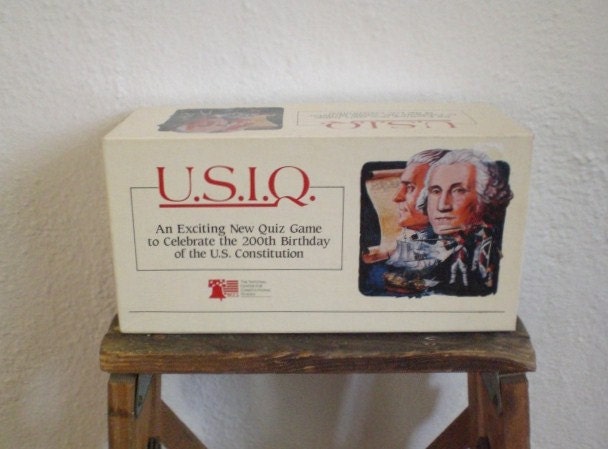 U.S.I.Q.
U.S.I.Q.
An Exciting New Quiz Game
to Celebrate the 200th Birthday
of the U.S. Constitution